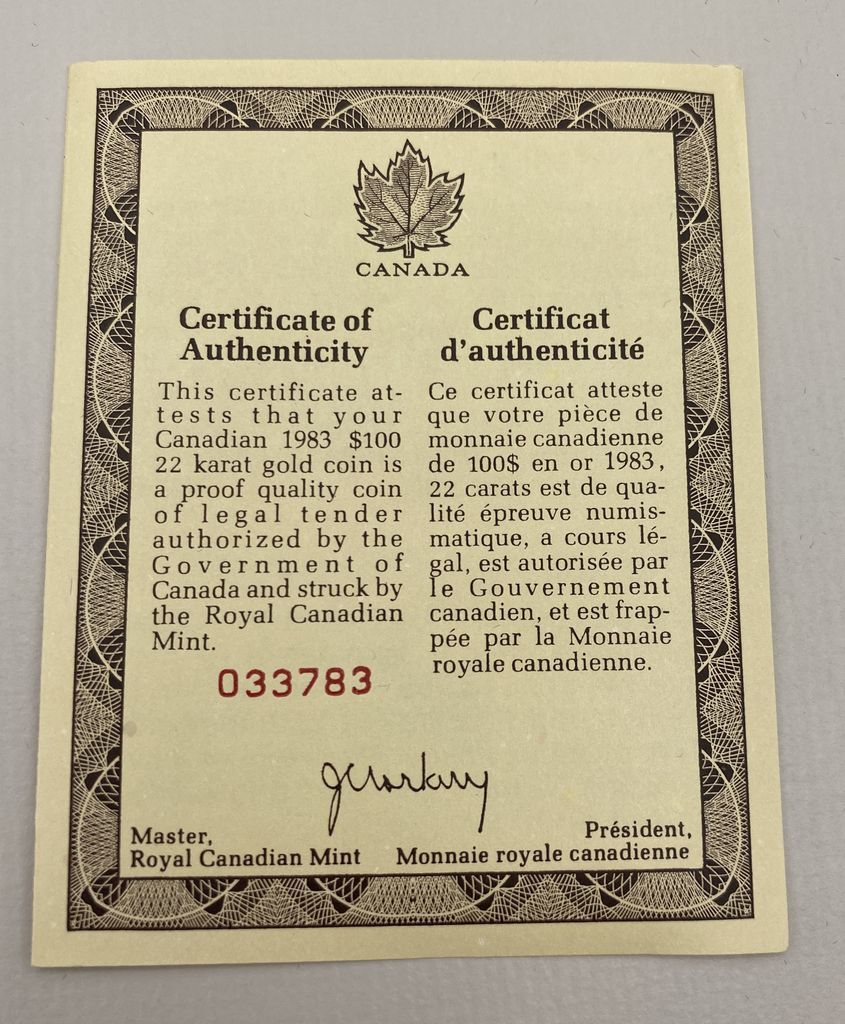 CANADA
Certificate of
Authenticity
This certificate at-
tests that your
Canadian 1983 $100
22 karat gold coin is
a proof quality coin
of legal tender
authorized by the
Government of
Canada and struck by
the Royal Canadian
Mint.
033783
Certificat
d'authenticité
Ce certificat atteste
que votre pièce de
monnaie canadienne
de 100$ en or 1983,
22 carats est de qua-
lité épreuve numis-
matique, a cours lé-
gal, est autorisée par
le Gouvernement
canadien, et est frap-
pée par la Monnaie
royale canadienne.
Master,
Royal Canadian Mint
Président,
Monnaie royale canadienne